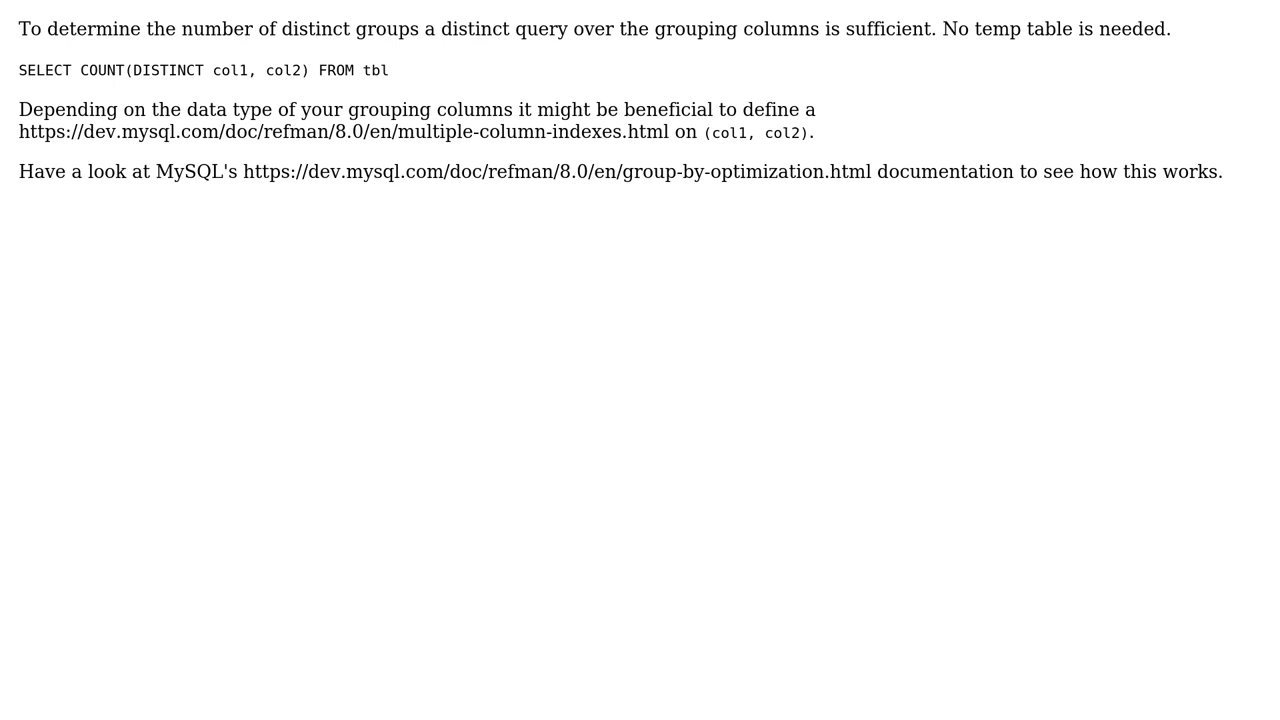 To determine the number of distinct groups a distinct query over the grouping columns is sufficient. No temp table is needed.
SELECT COUNT(DISTINCT col1, col2) FROM tbl
Depending on the data type of your grouping columns it might be beneficial to define a
https://dev.mysql.com/doc/refman/8.0/en/multiple-column-indexes.html on (col1, col2).
Have a look at MySQL's https://dev.mysql.com/doc/refman/8.0/en/group-by-optimization.html documentation to see how this works.